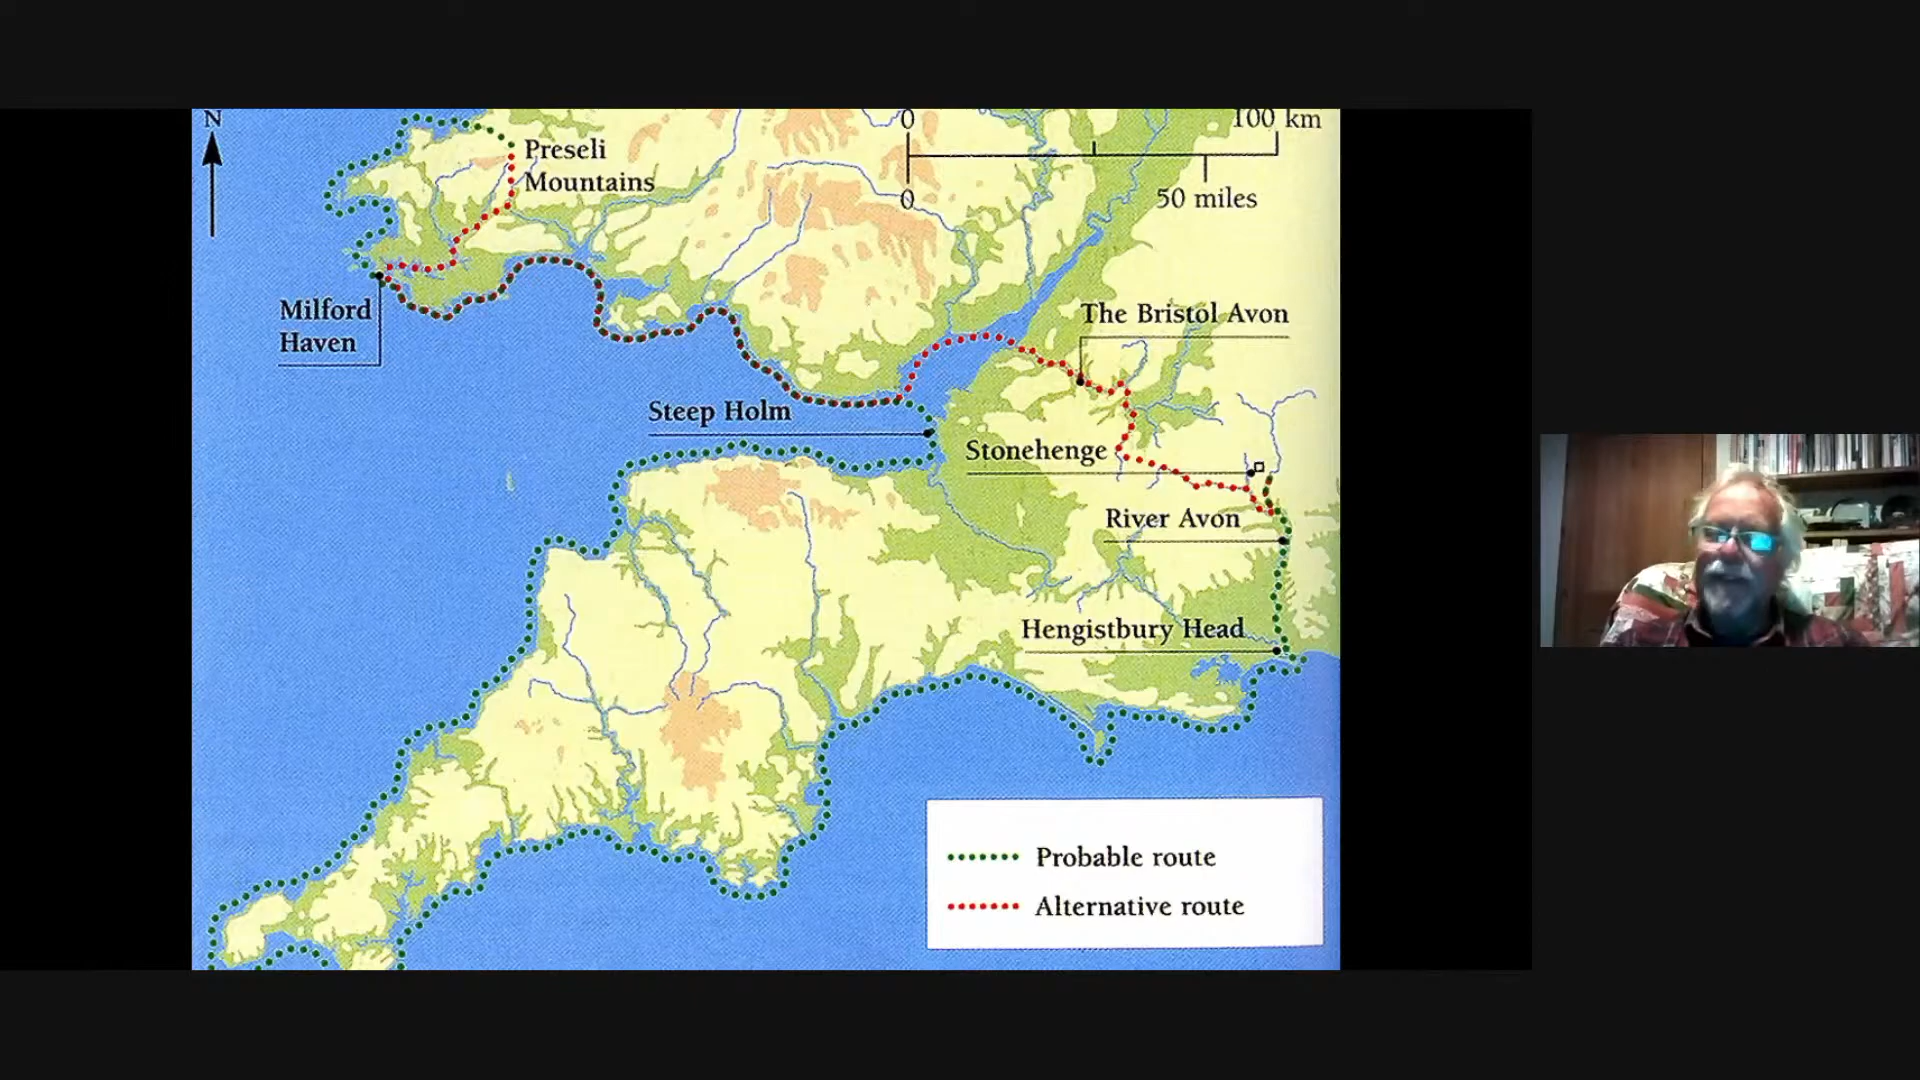 N
0
100 km
Preseli
Mountains
0
50 miles
Milford
Haven
The Bristol Avon
Steep Holm
Stonehenge
River Avon
Hengistbury Head
Probable route
Alternative route